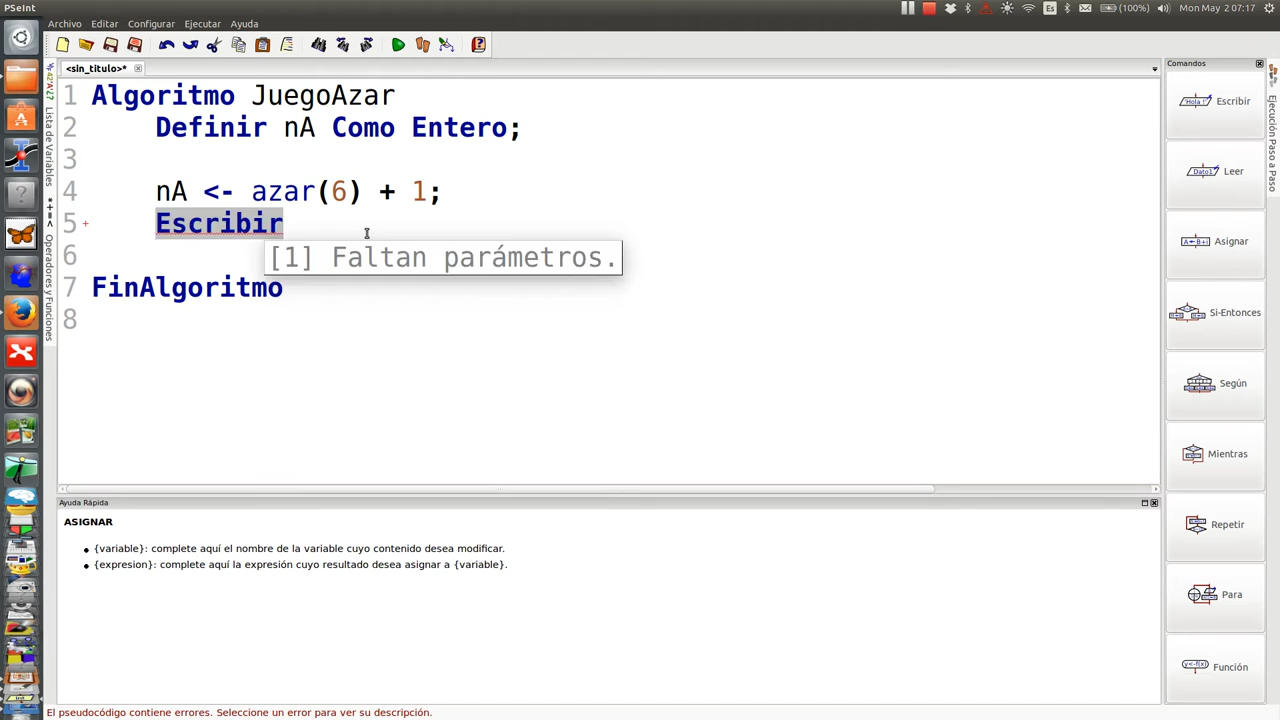 PSeInt
Es
(100%)
Mon May 2 07:17
Archivo Editar Configurar Ejecutar Ayuda
<sin_titulo>*
1 Algoritmo JuegoAzar
2 Definir nA Como Entero;
3
4 nA <- azar(6) + 1;
5 Escribir
[1] Faltan parámetros.
6
7 FinAlgoritmo
8
Lista de Variables
*+=< Operadores y Funciones
Comandos
Escribir
Leer
Asignar
Si-Entonces
Según
Mientras
Repetir
Para
Función
Ejecución Paso a Paso
Ayuda Rápida
ASIGNAR
{variable}: complete aquí el nombre de la variable cuyo contenido desea modificar.
{expresion}: complete aquí la expresión cuyo resultado desea asignar a {variable}.
El pseudocódigo contiene errores. Seleccione un error para ver su descripción.